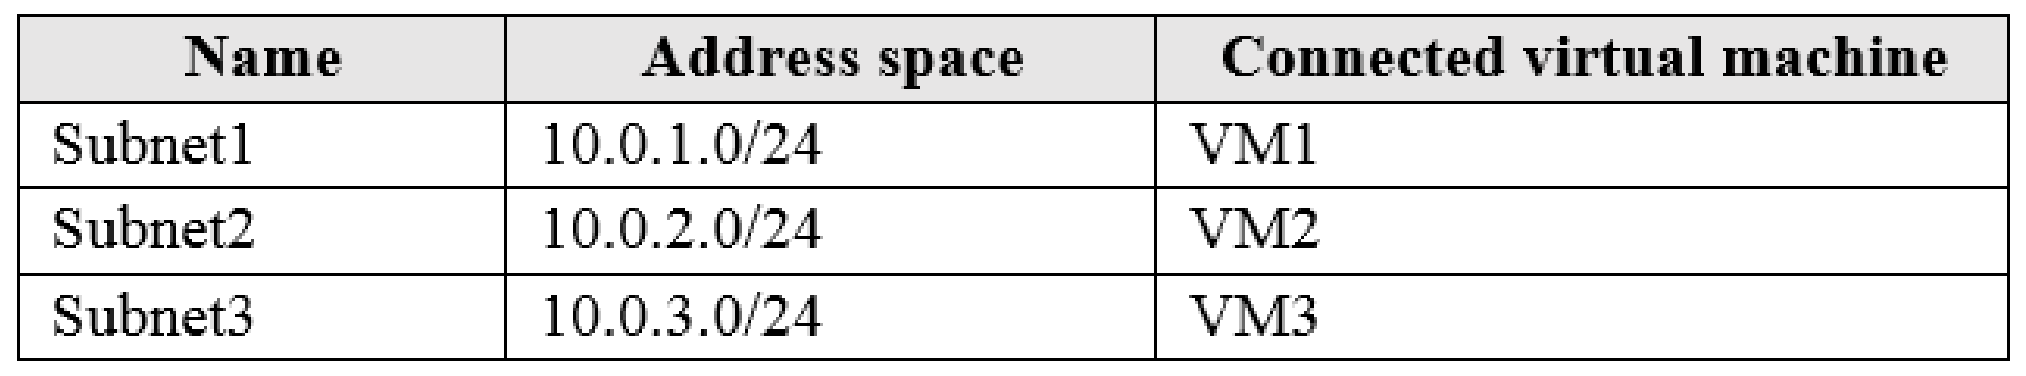 Name Address space Connected virtual machine
Subnet1 10.0.1.0/24 VM1
Subnet2 10.0.2.0/24 VM2
Subnet3 10.0.3.0/24 VM3